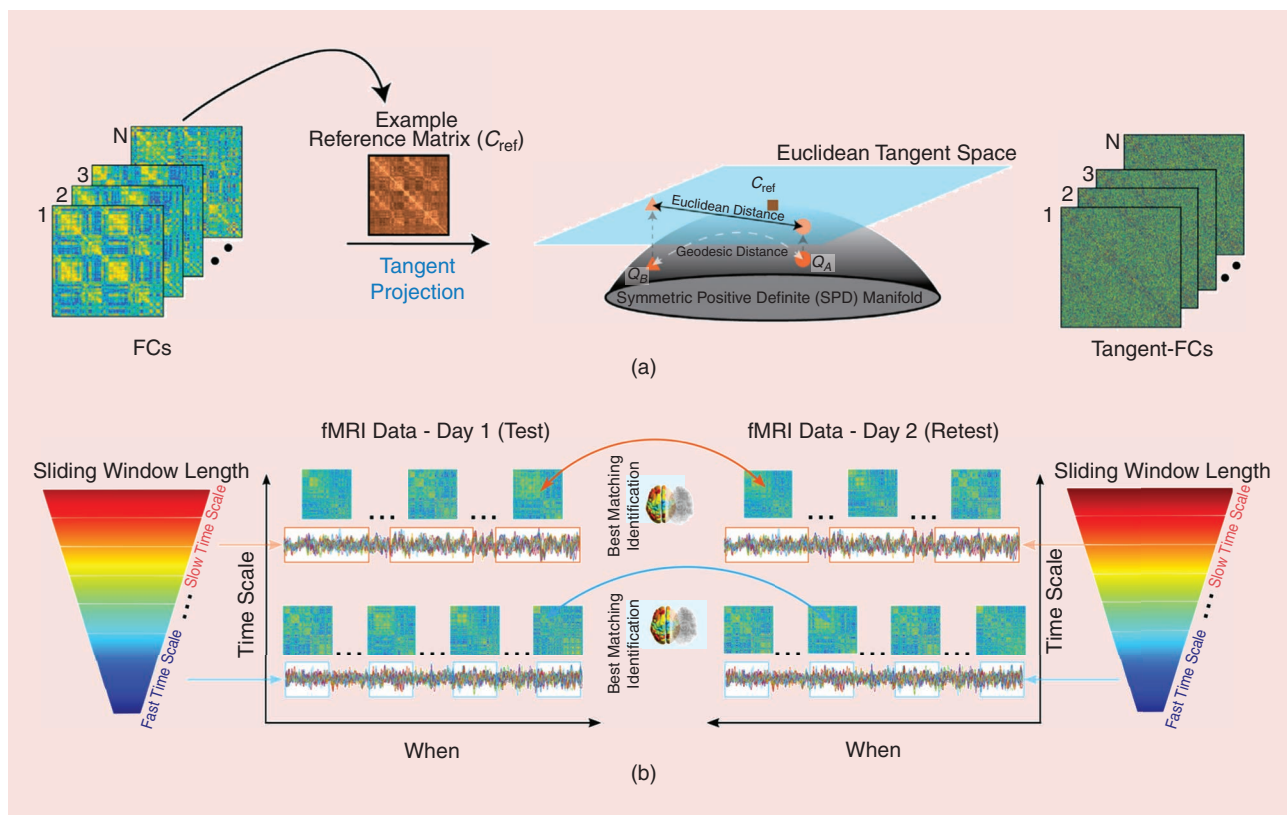 N
3
2
1
FCs
Example
Reference Matrix (Cref)
Tangent
Projection
Euclidean Tangent Space
Cref
Euclidean Distance
Geodesic Distance
QB
QA
Symmetric Positive Definite (SPD) Manifold
N
3
2
1
Tangent-FCs
(a)
fMRI Data - Day 1 (Test)
fMRI Data - Day 2 (Retest)
Sliding Window Length
Slow Time Scale
Fast Time Scale
Time Scale
Best Matching
Identification
Best Matching
Identification
When
Sliding Window Length
Slow Time Scale
Fast Time Scale
Time Scale
When
(b)